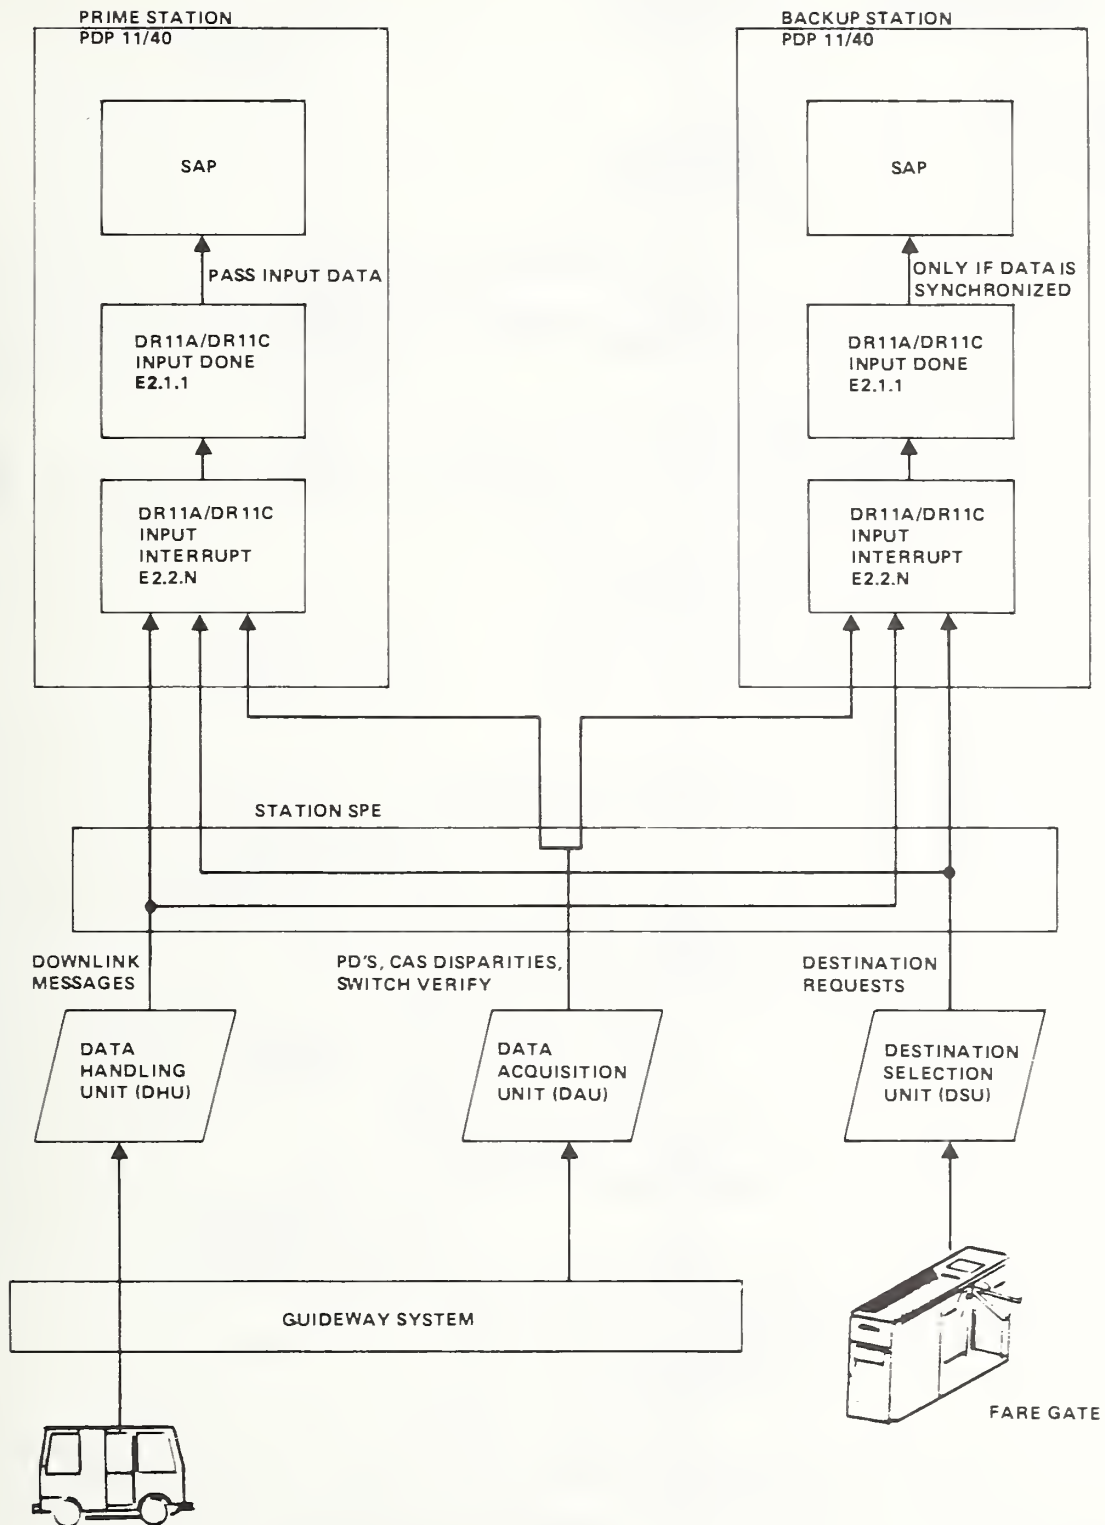 PRIME STATION
PDP 11/40
BACKUP STATION
PDP 11/40
SAP
SAP
PASS INPUT DATA
ONLY IF DATA IS
SYNCHRONIZED
DR11A/DR11C
INPUT DONE
E2.1.1
DR11A/DR11C
INPUT DONE
E2.1.1
DR11A/DR11C
INPUT
INTERRUPT
E2.2.N
DR11A/DR11C
INPUT
INTERRUPT
E2.2.N
STATION SPE
DOWNLINK
MESSAGES
PD'S, CAS DISPARITIES,
SWITCH VERIFY
DESTINATION
REQUESTS
DATA
HANDLING
UNIT (DHU)
DATA
ACQUISITION
UNIT (DAU)
DESTINATION
SELECTION
UNIT (DSU)
GUIDEWAY SYSTEM
FARE GATE